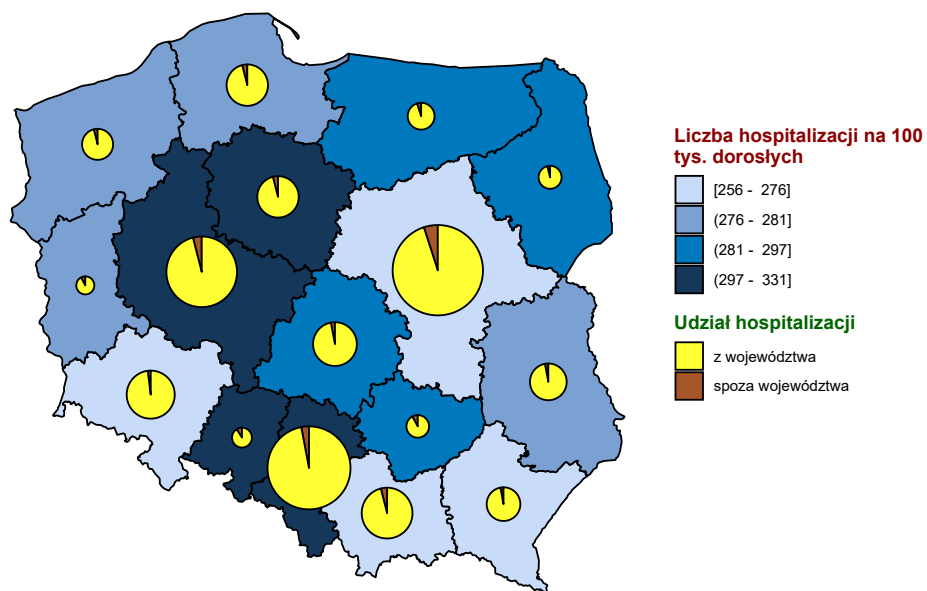 Liczba hospitalizacji na 100
tys. dorosłych
[256 - 276]
(276 - 281]
(281 - 297]
(297 - 331]
Udział hospitalizacji
z województwa
spoza województwa